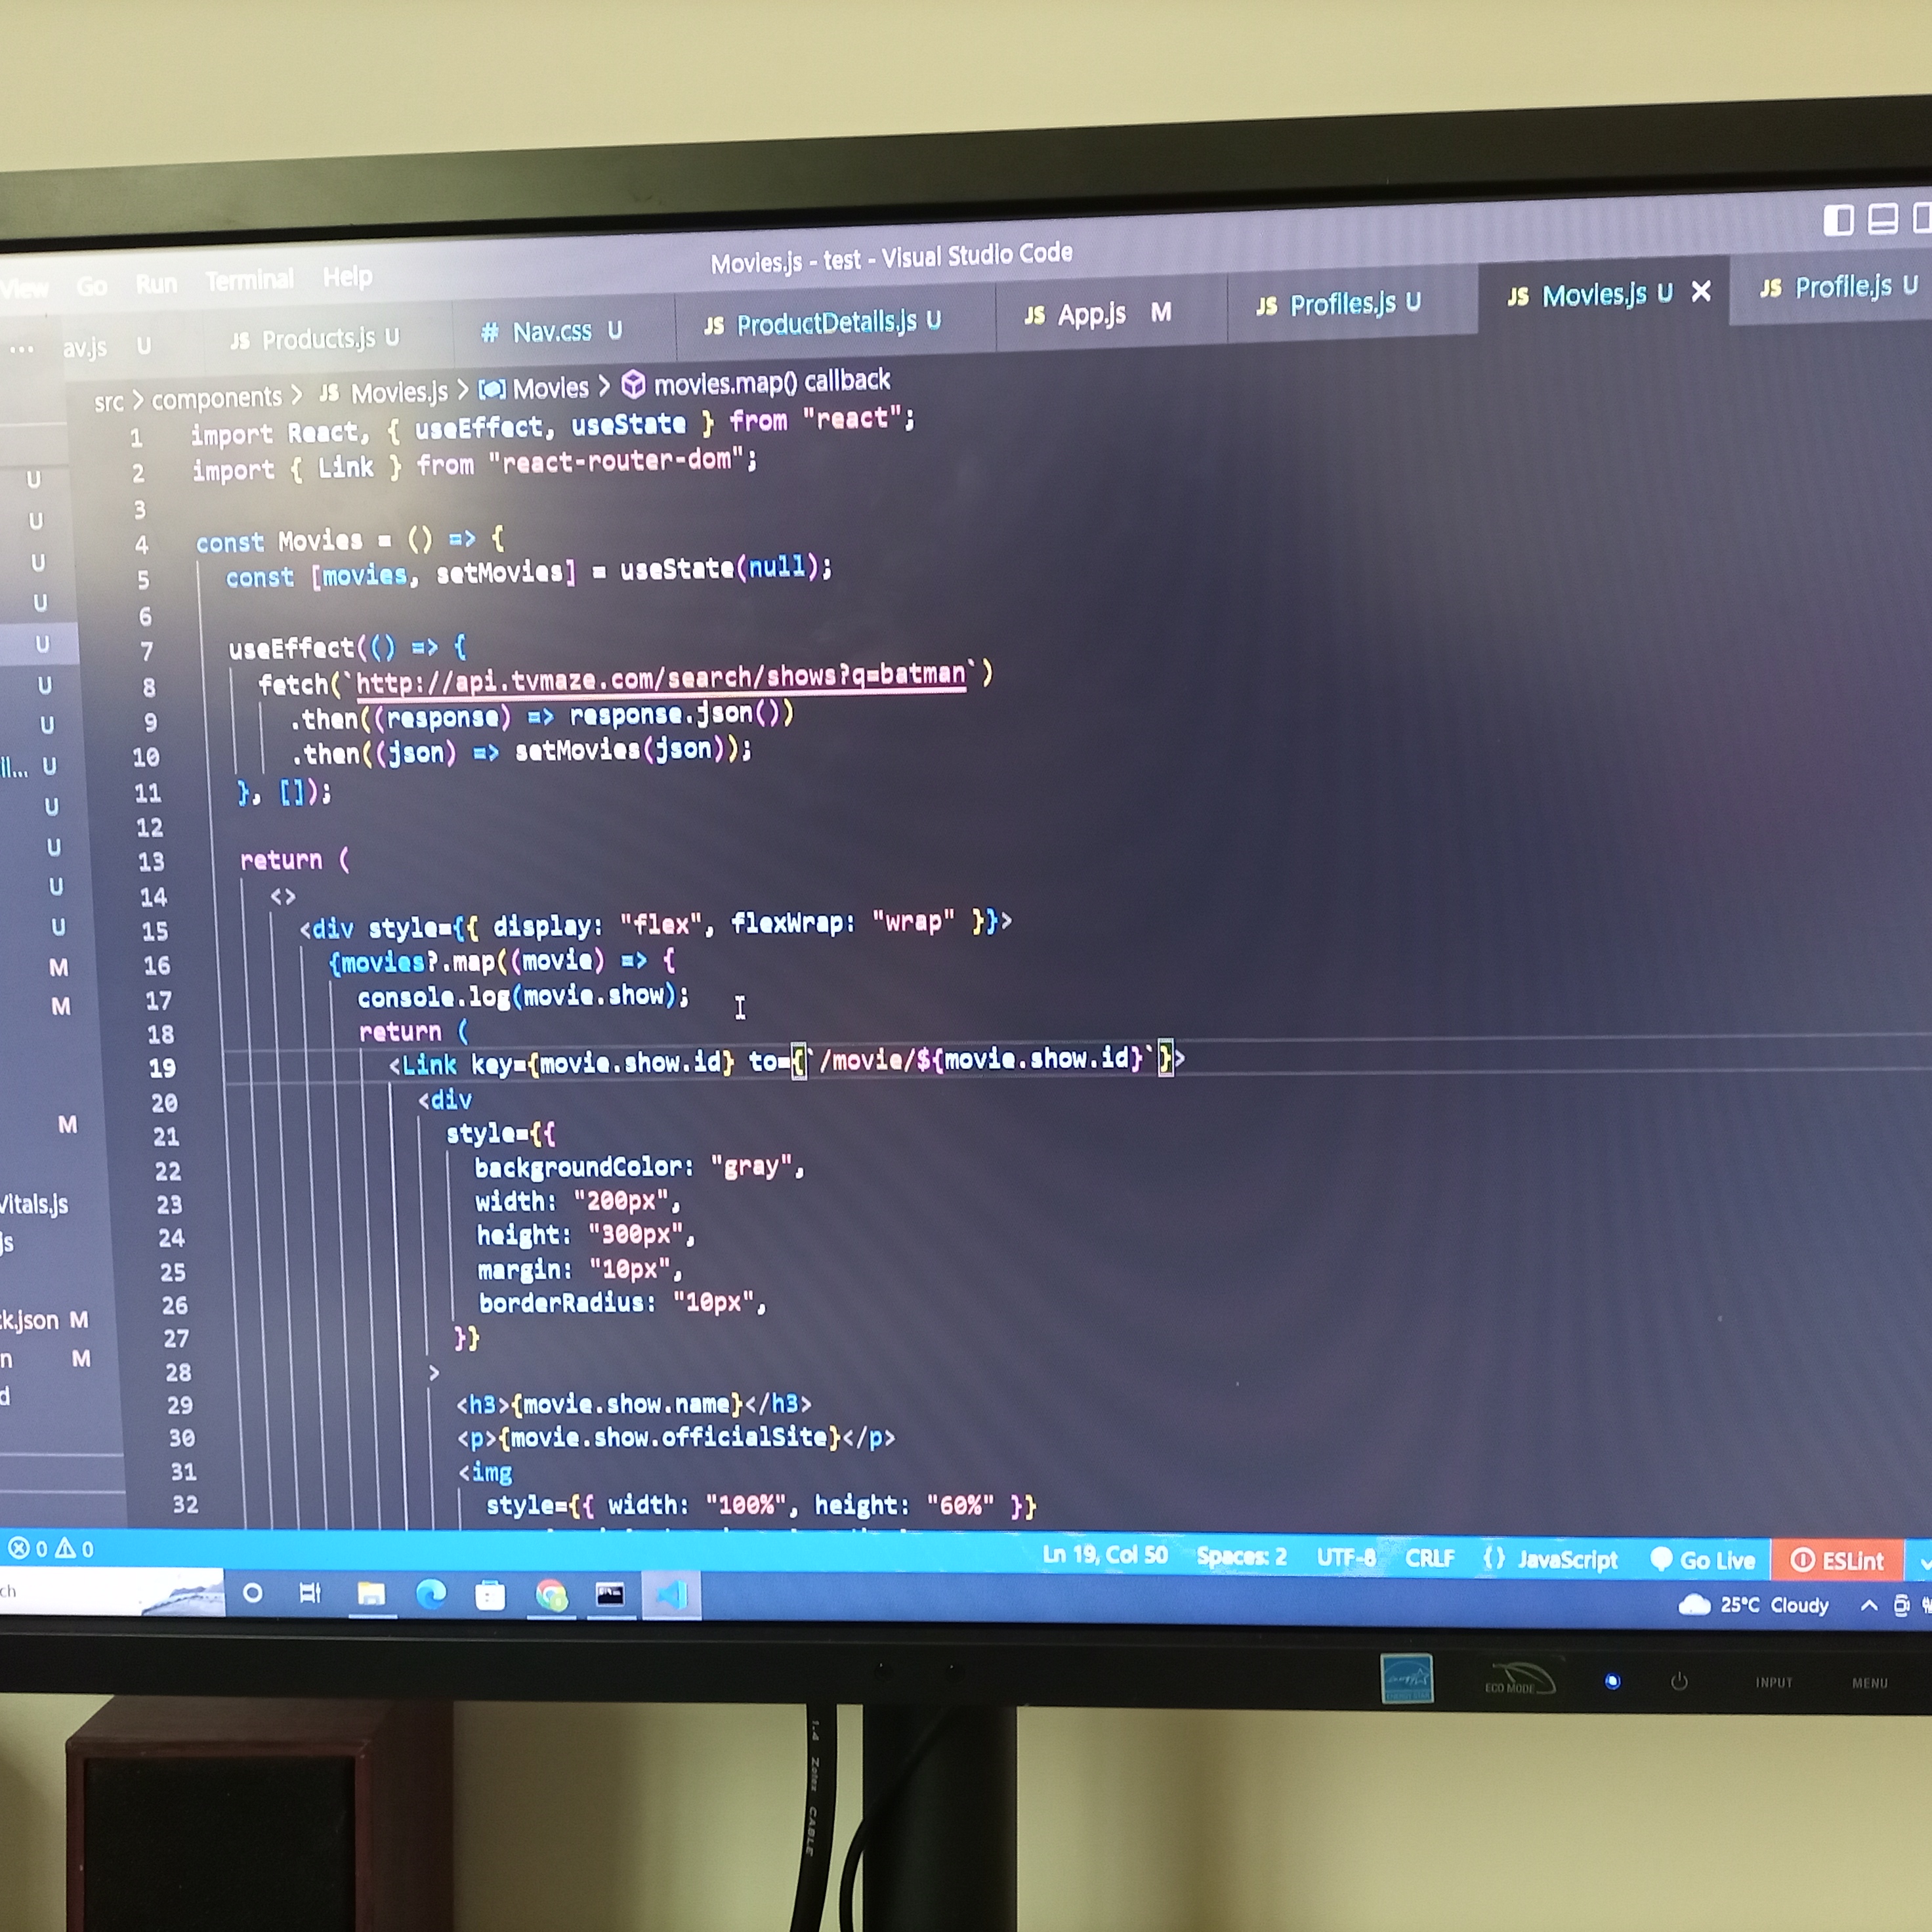 View Go Run Terminal Help Movies.js - test - Visual Studio Code
... av.js U JS Products.js U # Nav.css U JS ProductDetails.js U JS App.js M JS Profiles.js U JS Movies.js U JS Profile.js U
src > components > JS Movies.js > Movies > movies.map() callback
1 import React, { useEffect, useState } from "react";
2 import { Link } from "react-router-dom";
3
4 const Movies = () => {
5 const [movies, setMovies] = useState(null);
6
7 useEffect(() => {
8 fetch(`http://api.tvmaze.com/search/shows?q=batman`)
9 .then((response) => response.json())
10 .then((json) => setMovies(json));
11 }, []);
12
13 return (
14 <>
15 <div style={{ display: "flex", flexWrap: "wrap" }}>
16 {movies?.map((movie) => {
17 console.log(movie.show);
18 return (
19 <Link key={movie.show.id} to={`/movie/${movie.show.id}`}>
20 <div
21 style={{
22 backgroundColor: "gray",
23 width: "200px",
24 height: "300px",
25 margin: "10px",
26 borderRadius: "10px",
27 }}
28 >
29 <h3>{movie.show.name}</h3>
30 <p>{movie.show.officialSite}</p>
31 <img
32 style={{ width: "100%", height: "60%" }}
U
U
U
U
U
U
U
ll... U
U
U
U
U
M
M
M
Vitals.js
js
k.json M
n M
d
0 0 Ln 19, Col 50 Spaces: 2 UTF-8 CRLF {} JavaScript Go Live ESLint
ch 25°C Cloudy
ECO MODE INPUT MENU
1.4 Zolex CABLE